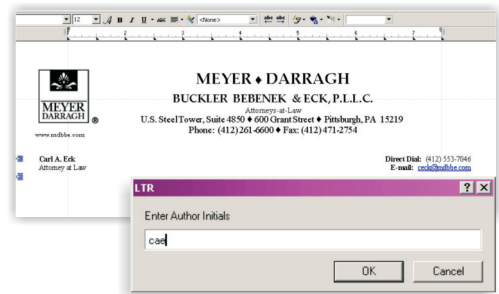 12 B I U ABC <None>
MEYER ♦ DARRAGH
BUCKLER BEBENEK & ECK, P.L.L.C.
Attorneys-at-Law
U.S. Steel Tower, Suite 4850 ♦ 600 Grant Street ♦ Pittsburgh, PA 15219
Phone: (412) 261-6600 ♦ Fax: (412) 471-2754
MEYER
DARRAGH ®
www.mdbbe.com
Carl A. Eck
Attorney at Law
Direct Dial: (412) 553-7046
E-mail: ceck@mdbbe.com
LTR
Enter Author Initials
cae
OK Cancel